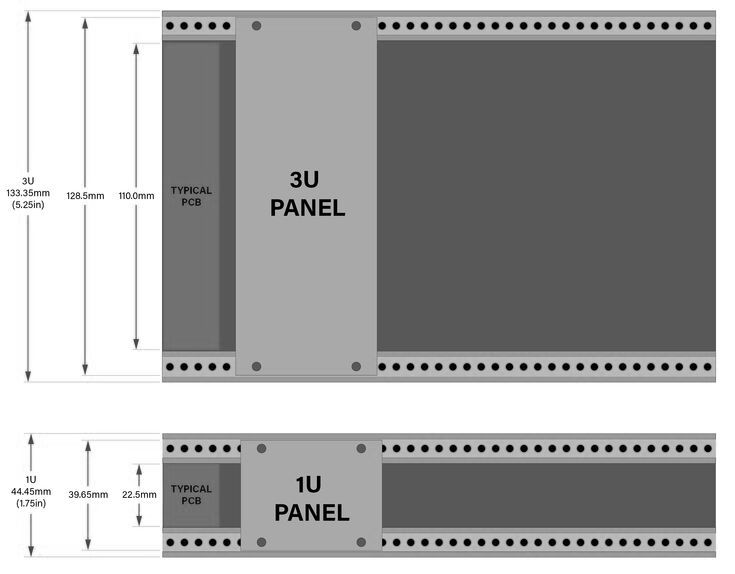 3U
133.35mm
(5.25in)
128.5mm
110.0mm
TYPICAL
PCB
3U
PANEL
1U
44.45mm
(1.75in)
39.65mm
22.5mm
TYPICAL
PCB
1U
PANEL